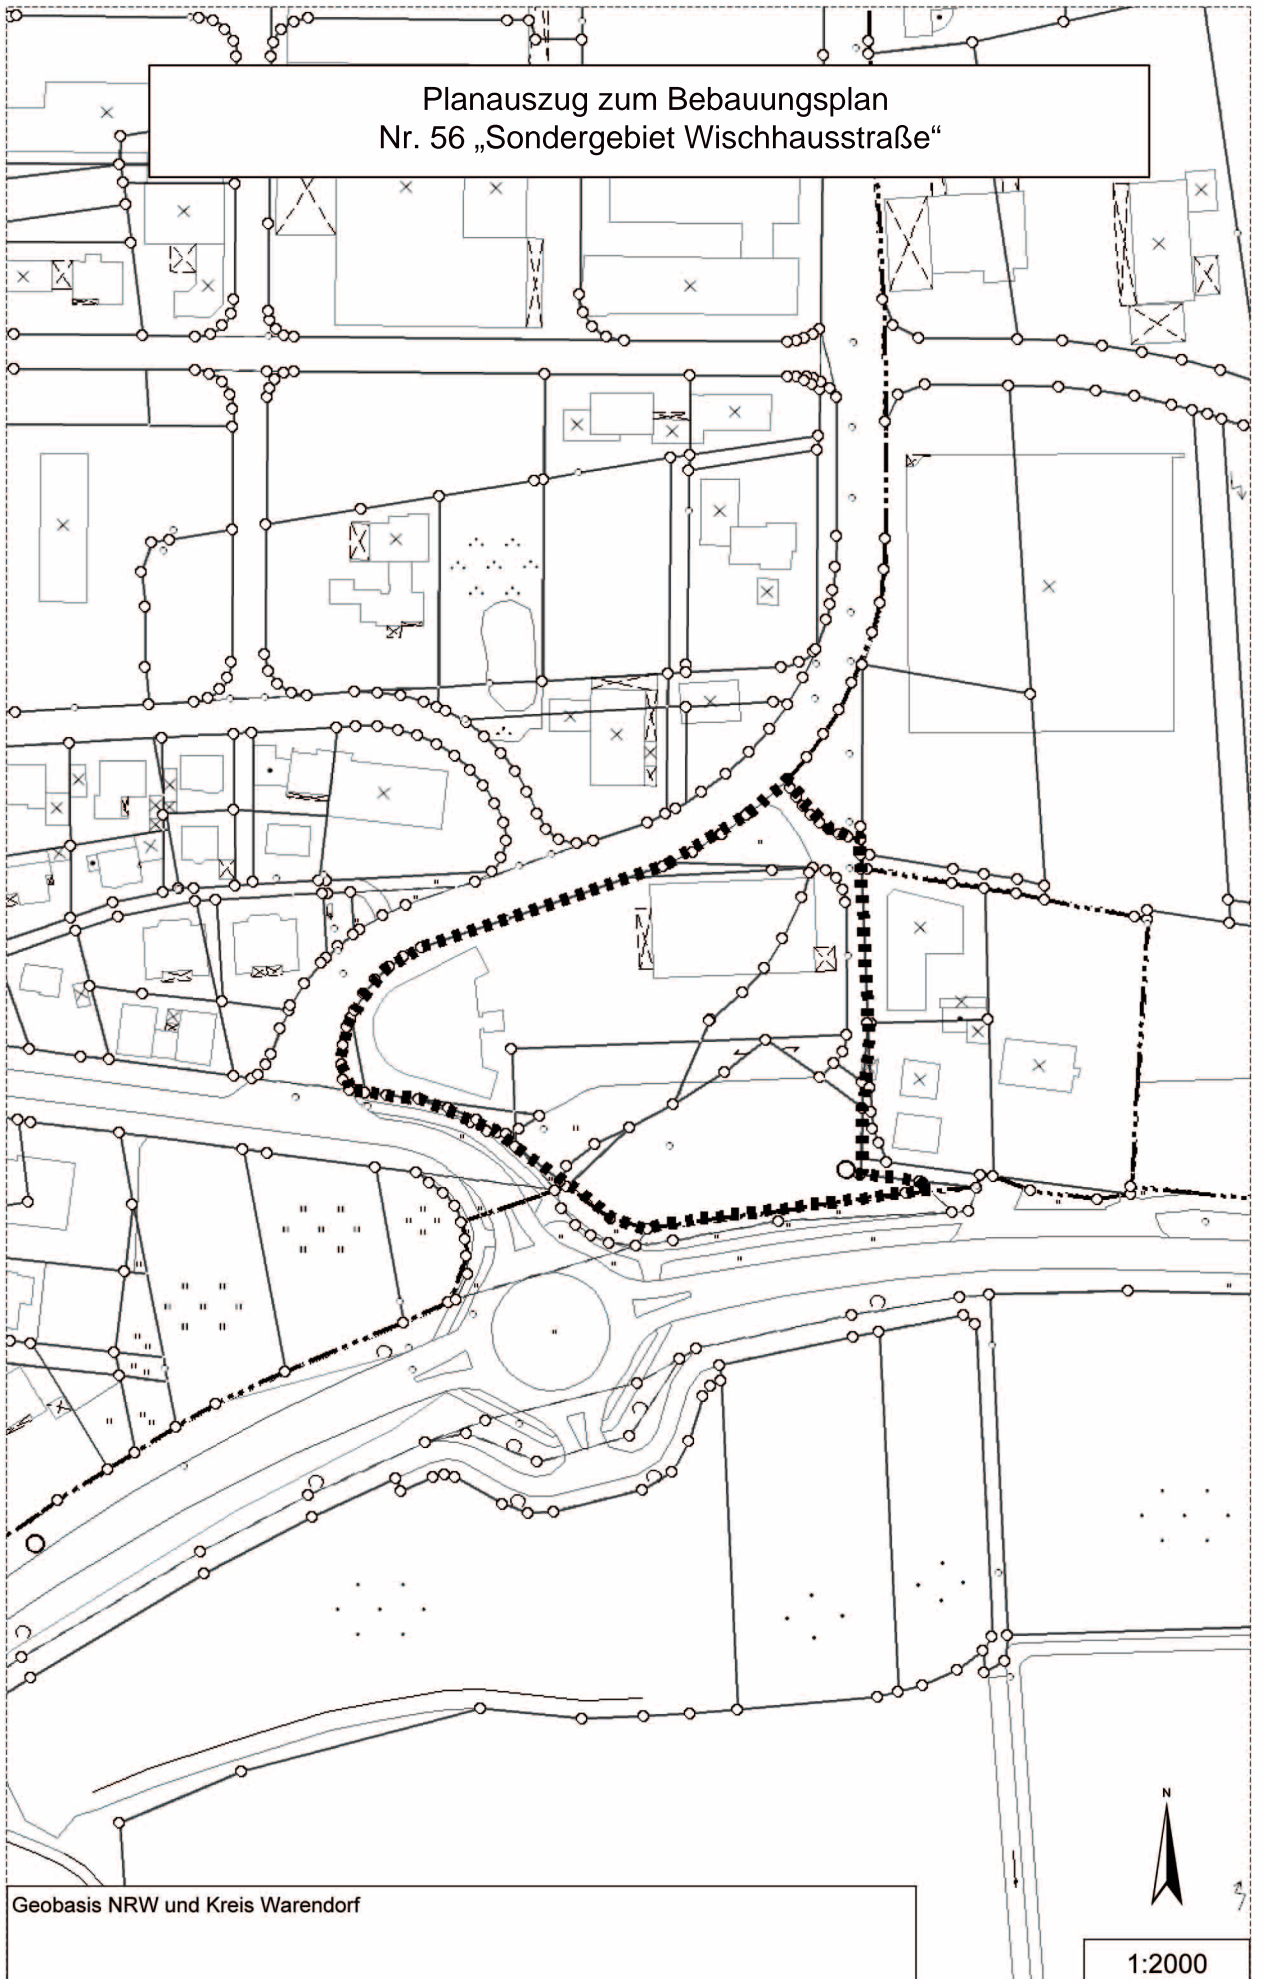 Planauszug zum Bebauungsplan
Nr. 56 „Sondergebiet Wischhausstraße“
N
Geobasis NRW und Kreis Warendorf
1:2000